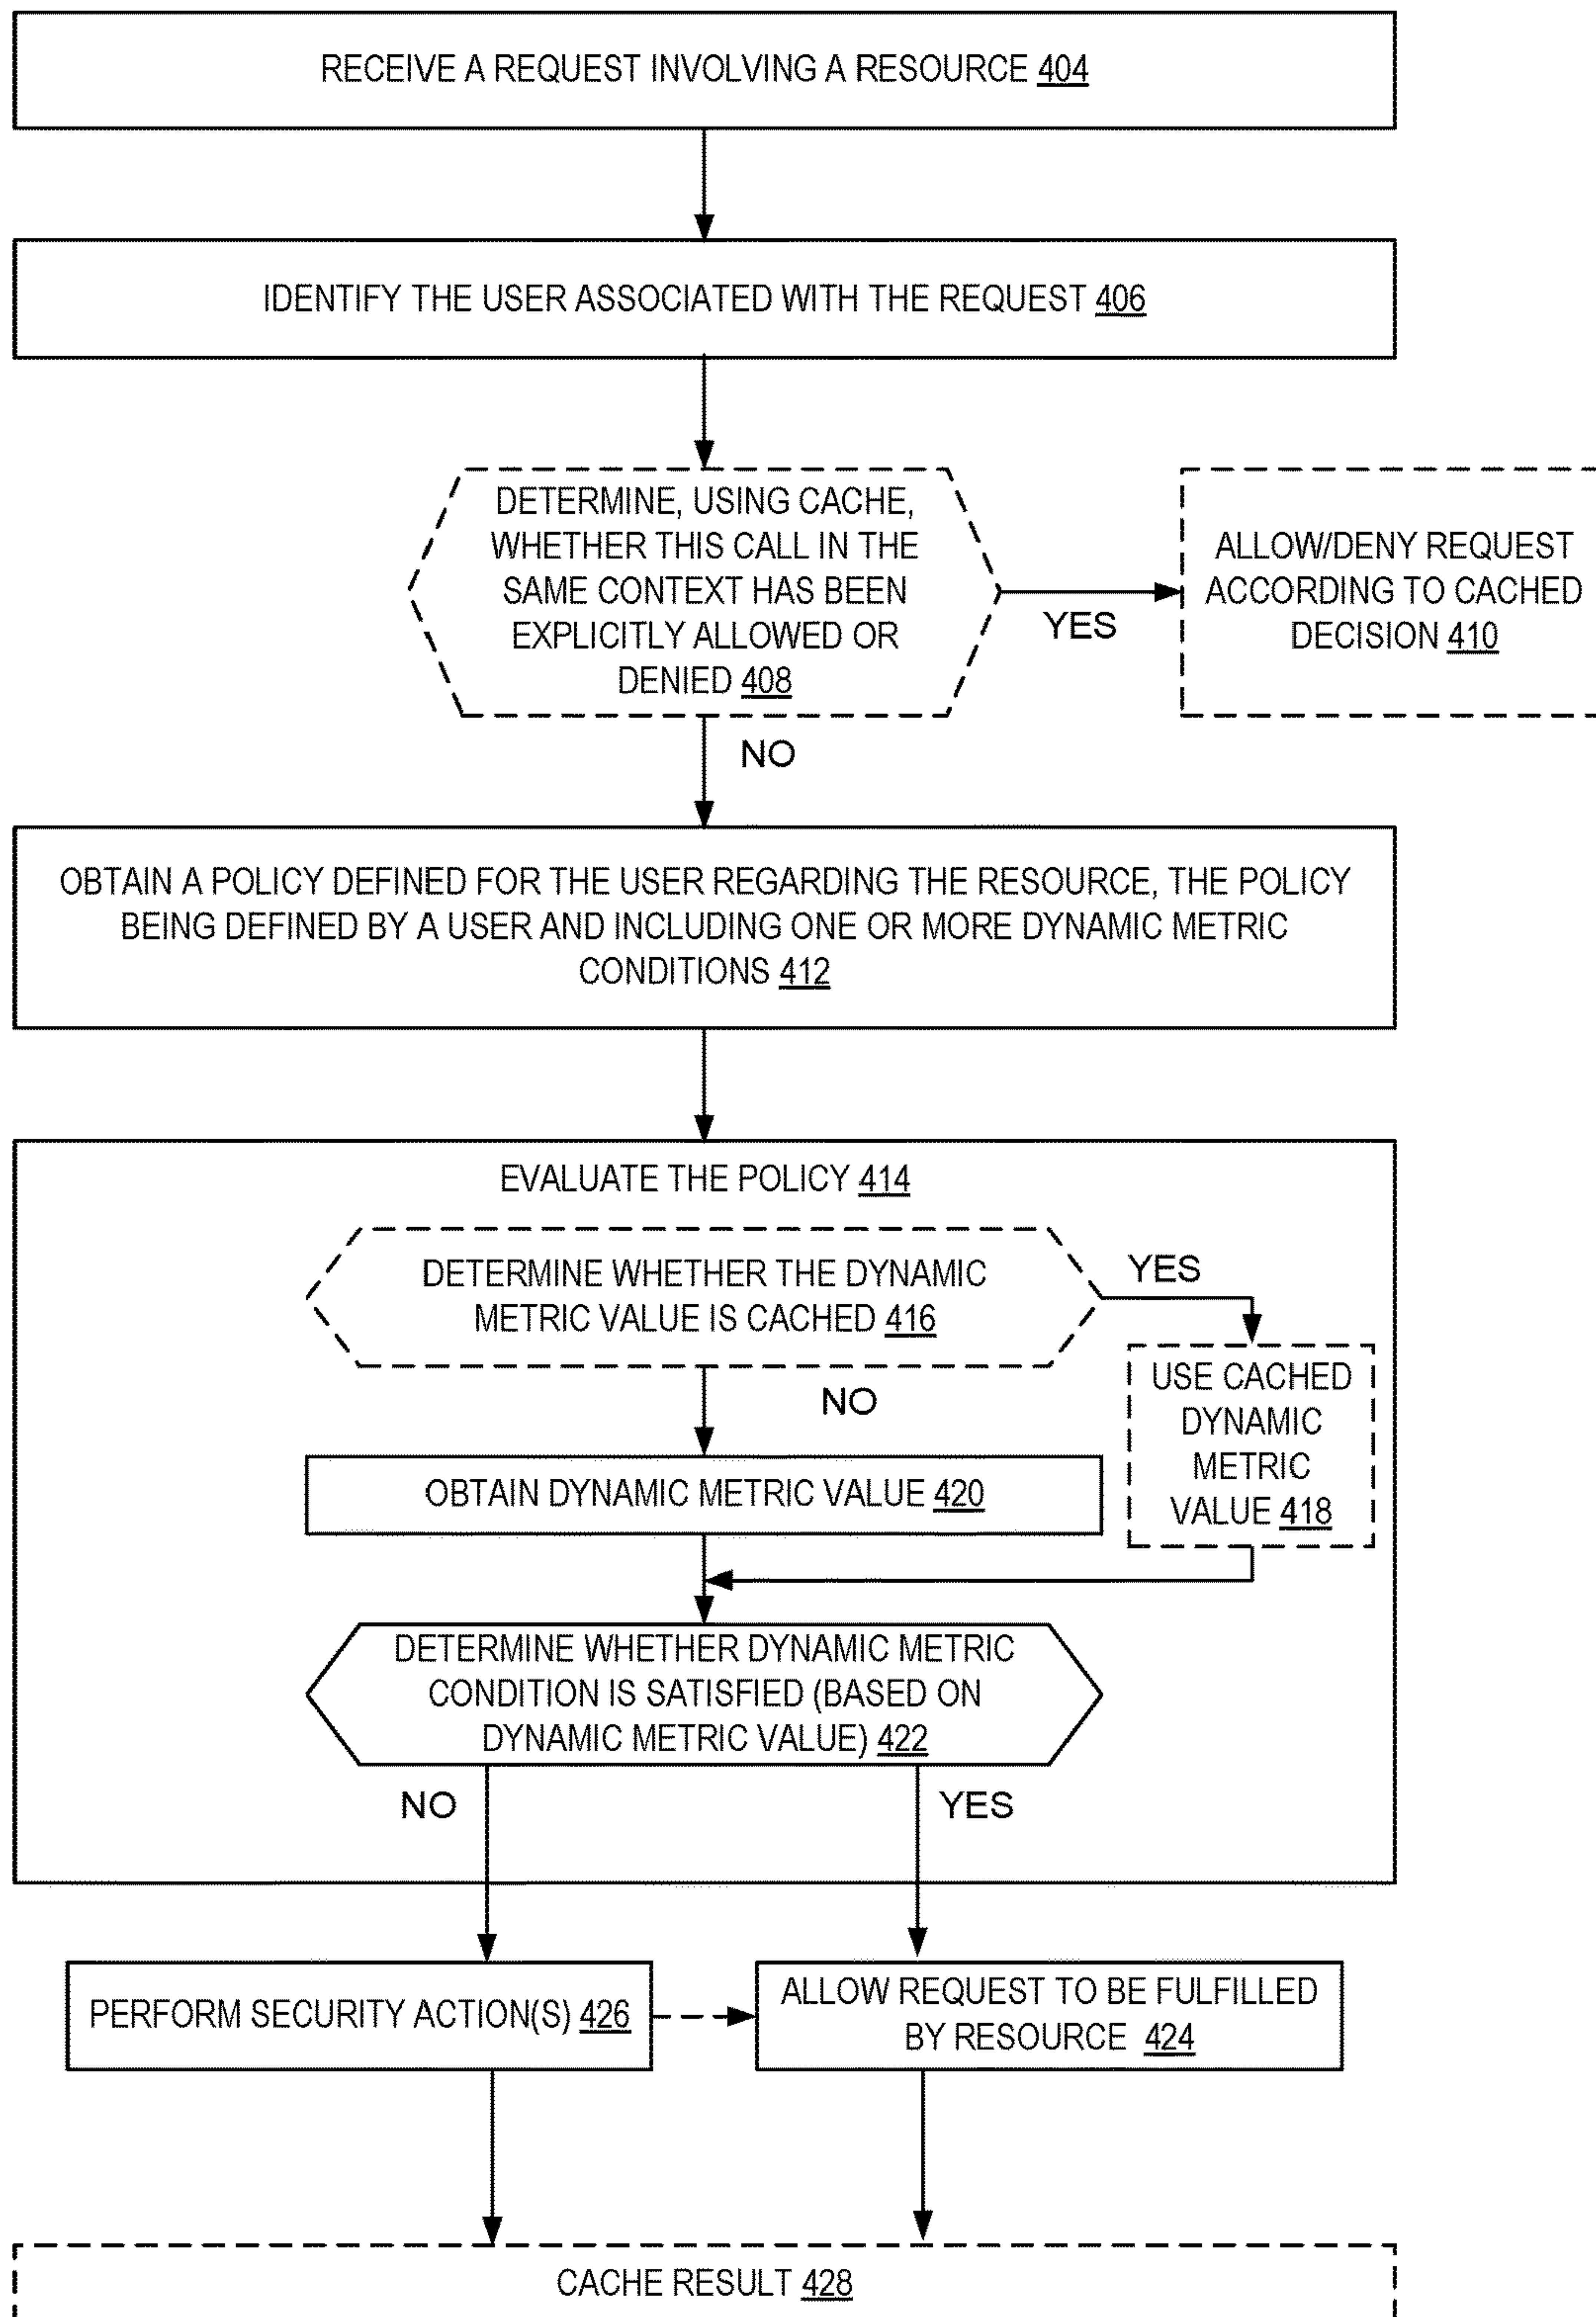 RECEIVE A REQUEST INVOLVING A RESOURCE 404
IDENTIFY THE USER ASSOCIATED WITH THE REQUEST 406
DETERMINE, USING CACHE,
WHETHER THIS CALL IN THE
SAME CONTEXT HAS BEEN
EXPLICITLY ALLOWED OR
DENIED 408
YES
ALLOW/DENY REQUEST
ACCORDING TO CACHED
DECISION 410
NO
OBTAIN A POLICY DEFINED FOR THE USER REGARDING THE RESOURCE, THE POLICY
BEING DEFINED BY A USER AND INCLUDING ONE OR MORE DYNAMIC METRIC
CONDITIONS 412
EVALUATE THE POLICY 414
DETERMINE WHETHER THE DYNAMIC
METRIC VALUE IS CACHED 416
YES
USE CACHED
DYNAMIC
METRIC
VALUE 418
NO
OBTAIN DYNAMIC METRIC VALUE 420
DETERMINE WHETHER DYNAMIC METRIC
CONDITION IS SATISFIED (BASED ON
DYNAMIC METRIC VALUE) 422
NO
YES
PERFORM SECURITY ACTION(S) 426
ALLOW REQUEST TO BE FULFILLED
BY RESOURCE 424
CACHE RESULT 428